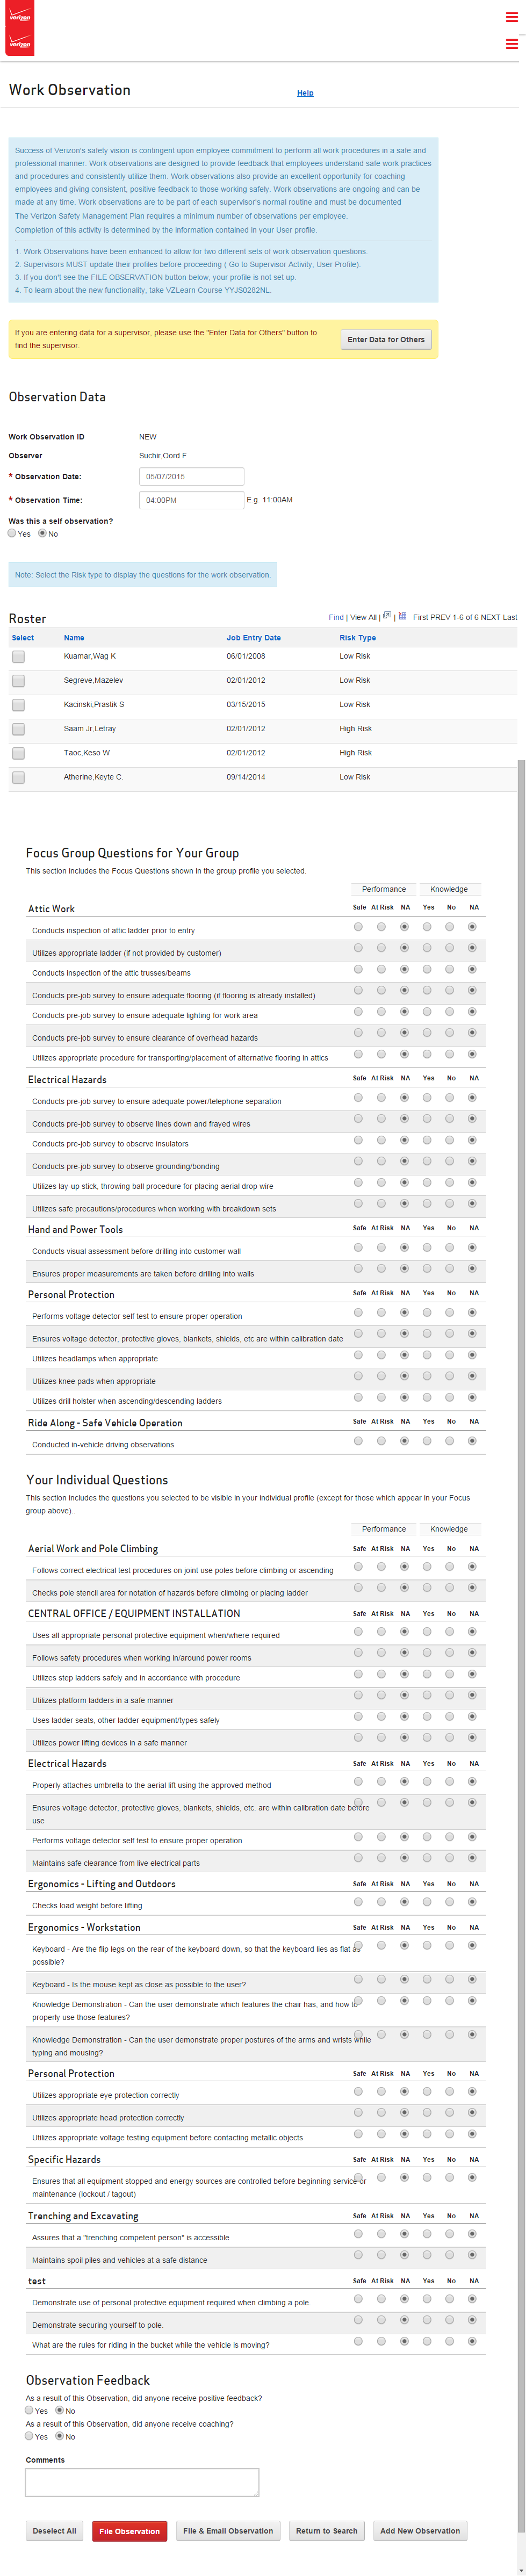 verizon
verizon
Work Observation
Help
Success of Verizon's safety vision is contingent upon employee commitment to perform all work procedures in a safe and
professional manner. Work observations are designed to provide feedback that employees understand safe work practices
and procedures and consistently utilize them. Work observations also provide an excellent opportunity for coaching
employees and giving consistent, positive feedback to those working safely. Work observations are ongoing and can be
made at any time. Work observations are to be part of each supervisor's normal routine and must be documented
The Verizon Safety Management Plan requires a minimum number of observations per employee.
Completion of this activity is determined by the information contained in your User profile.
1. Work Observations have been enhanced to allow for two different sets of work observation questions.
2. Supervisors MUST update their profiles before proceeding ( Go to Supervisor Activity, User Profile).
3. If you don't see the FILE OBSERVATION button below, your profile is not set up.
4. To learn about the new functionality, take VZLearn Course YYJS0282NL.
If you are entering data for a supervisor, please use the "Enter Data for Others" button to
find the supervisor.
Enter Data for Others
Observation Data
Work Observation ID NEW
Observer Suchir,Oord F
* Observation Date: 05/07/2015
* Observation Time: 04:00PM E.g. 11:00AM
Was this a self observation?
Yes No
Note: Select the Risk type to display the questions for the work observation.
Roster Find | View All | | First PREV 1-6 of 6 NEXT Last
Select Name Job Entry Date Risk Type
Kuamar,Wag K 06/01/2008 Low Risk
Segreve,Mazelev 02/01/2012 Low Risk
Kacinski,Prastik S 03/15/2015 Low Risk
Saam Jr,Letray 02/01/2012 High Risk
Taoc,Keso W 02/01/2012 High Risk
Atherine,Keyte C. 09/14/2014 Low Risk
Focus Group Questions for Your Group
This section includes the Focus Questions shown in the group profile you selected.
Performance Knowledge
Attic Work Safe At Risk NA Yes No NA
Conducts inspection of attic ladder prior to entry
Utilizes appropriate ladder (if not provided by customer)
Conducts inspection of the attic trusses/beams
Conducts pre-job survey to ensure adequate flooring (if flooring is already installed)
Conducts pre-job survey to ensure adequate lighting for work area
Conducts pre-job survey to ensure clearance of overhead hazards
Utilizes appropriate procedure for transporting/placement of alternative flooring in attics
Electrical Hazards Safe At Risk NA Yes No NA
Conducts pre-job survey to ensure adequate power/telephone separation
Conducts pre-job survey to observe lines down and frayed wires
Conducts pre-job survey to observe insulators
Conducts pre-job survey to observe grounding/bonding
Utilizes lay-up stick, throwing ball procedure for placing aerial drop wire
Utilizes safe precautions/procedures when working with breakdown sets
Hand and Power Tools Safe At Risk NA Yes No NA
Conducts visual assessment before drilling into customer wall
Ensures proper measurements are taken before drilling into walls
Personal Protection Safe At Risk NA Yes No NA
Performs voltage detector self test to ensure proper operation
Ensures voltage detector, protective gloves, blankets, shields, etc are within calibration date
Utilizes headlamps when appropriate
Utilizes knee pads when appropriate
Utilizes drill holster when ascending/descending ladders
Ride Along - Safe Vehicle Operation Safe At Risk NA Yes No NA
Conducted in-vehicle driving observations
Your Individual Questions
This section includes the questions you selected to be visible in your individual profile (except for those which appear in your Focus
group above)..
Performance Knowledge
Aerial Work and Pole Climbing Safe At Risk NA Yes No NA
Follows correct electrical test procedures on joint use poles before climbing or ascending
Checks pole stencil area for notation of hazards before climbing or placing ladder
CENTRAL OFFICE / EQUIPMENT INSTALLATION Safe At Risk NA Yes No NA
Uses all appropriate personal protective equipment when/where required
Follows safety procedures when working in/around power rooms
Utilizes step ladders safely and in accordance with procedure
Utilizes platform ladders in a safe manner
Uses ladder seats, other ladder equipment/types safely
Utilizes power lifting devices in a safe manner
Electrical Hazards Safe At Risk NA Yes No NA
Properly attaches umbrella to the aerial lift using the approved method
Ensures voltage detector, protective gloves, blankets, shields, etc. are within calibration date before
use
Performs voltage detector self test to ensure proper operation
Maintains safe clearance from live electrical parts
Ergonomics - Lifting and Outdoors Safe At Risk NA Yes No NA
Checks load weight before lifting
Ergonomics - Workstation Safe At Risk NA Yes No NA
Keyboard - Are the flip legs on the rear of the keyboard down, so that the keyboard lies as flat as
possible?
Keyboard - Is the mouse kept as close as possible to the user?
Knowledge Demonstration - Can the user demonstrate which features the chair has, and how to
properly use those features?
Knowledge Demonstration - Can the user demonstrate proper postures of the arms and wrists while
typing and mousing?
Personal Protection Safe At Risk NA Yes No NA
Utilizes appropriate eye protection correctly
Utilizes appropriate head protection correctly
Utilizes appropriate voltage testing equipment before contacting metallic objects
Specific Hazards Safe At Risk NA Yes No NA
Ensures that all equipment stopped and energy sources are controlled before beginning service or
maintenance (lockout / tagout)
Trenching and Excavating Safe At Risk NA Yes No NA
Assures that a "trenching competent person" is accessible
Maintains spoil piles and vehicles at a safe distance
test Safe At Risk NA Yes No NA
Demonstrate use of personal protective equipment required when climbing a pole.
Demonstrate securing yourself to pole.
What are the rules for riding in the bucket while the vehicle is moving?
Observation Feedback
As a result of this Observation, did anyone receive positive feedback?
Yes No
As a result of this Observation, did anyone receive coaching?
Yes No
Comments
Deselect All File Observation File & Email Observation Return to Search Add New Observation